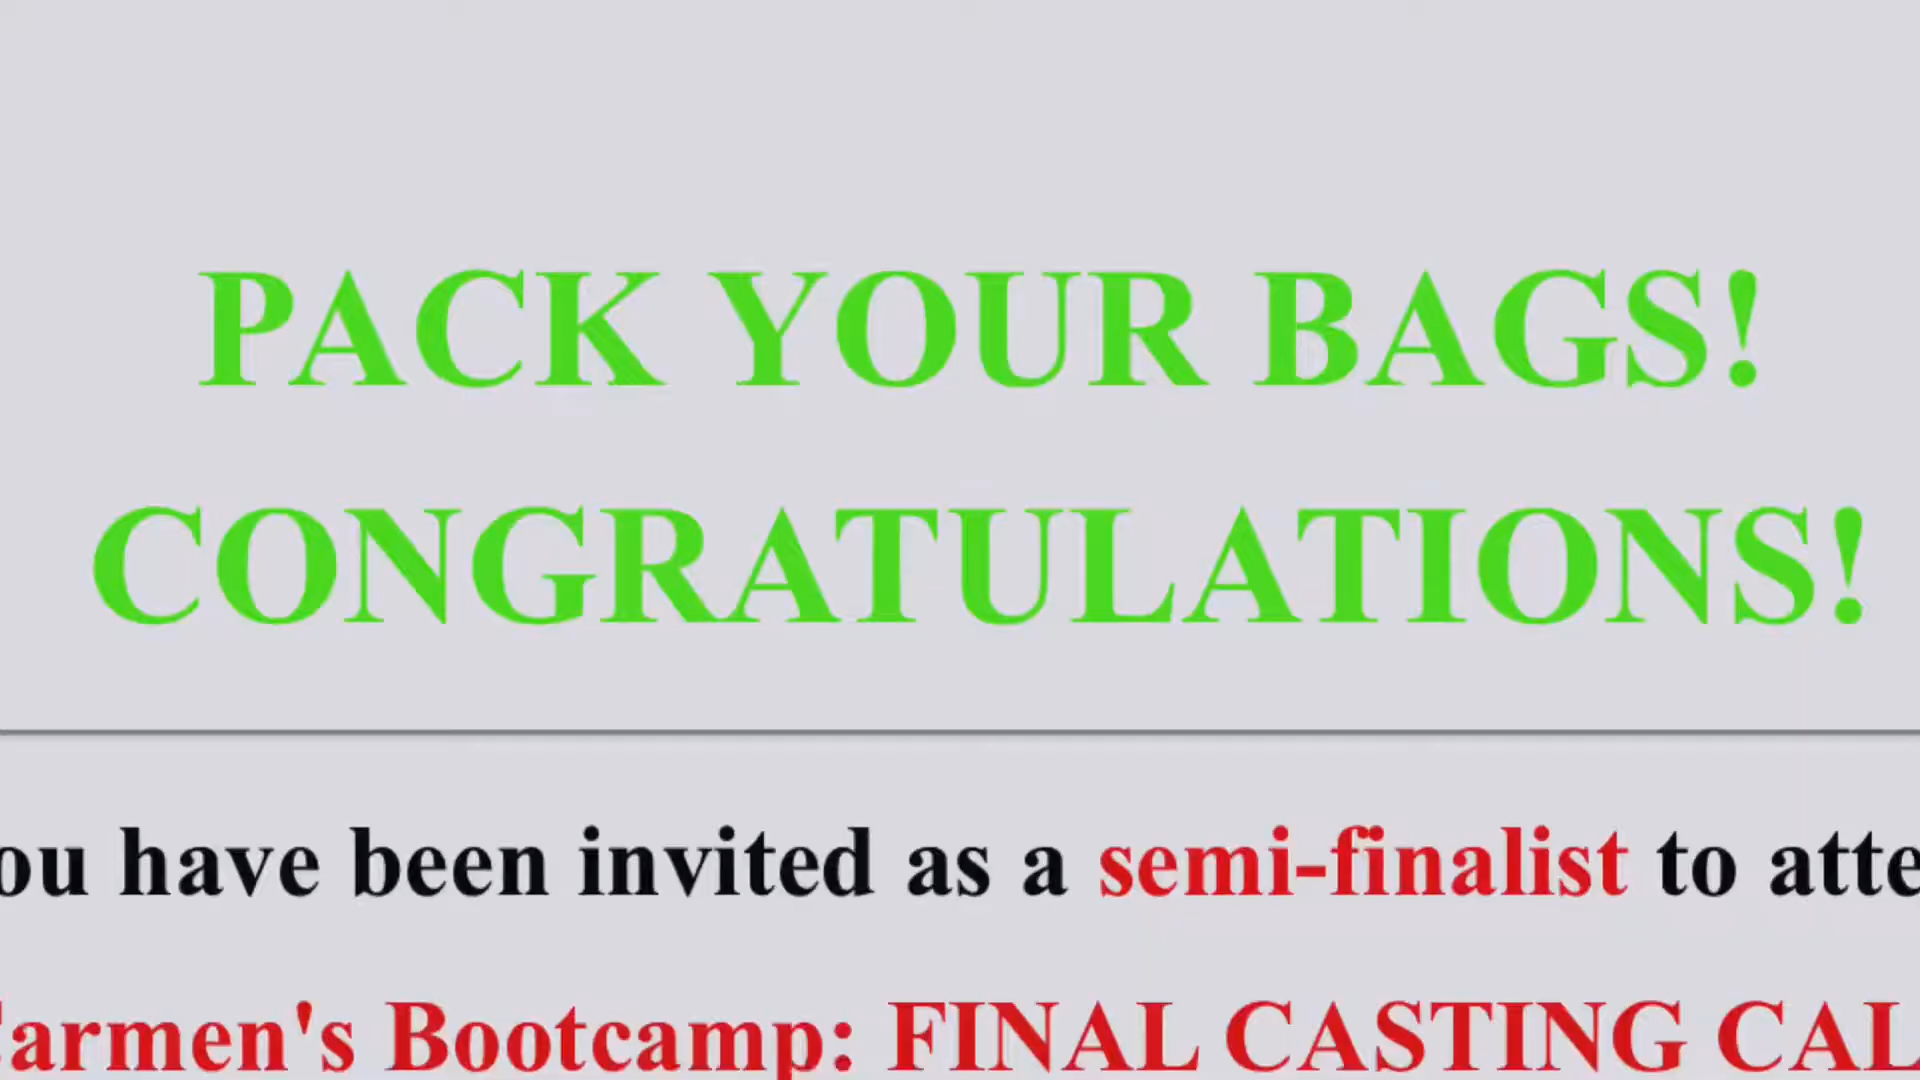 PACK YOUR BAGS!
CONGRATULATIONS!
ou have been invited as a semi-finalist to atte
armen's Bootcamp: FINAL CASTING CAL